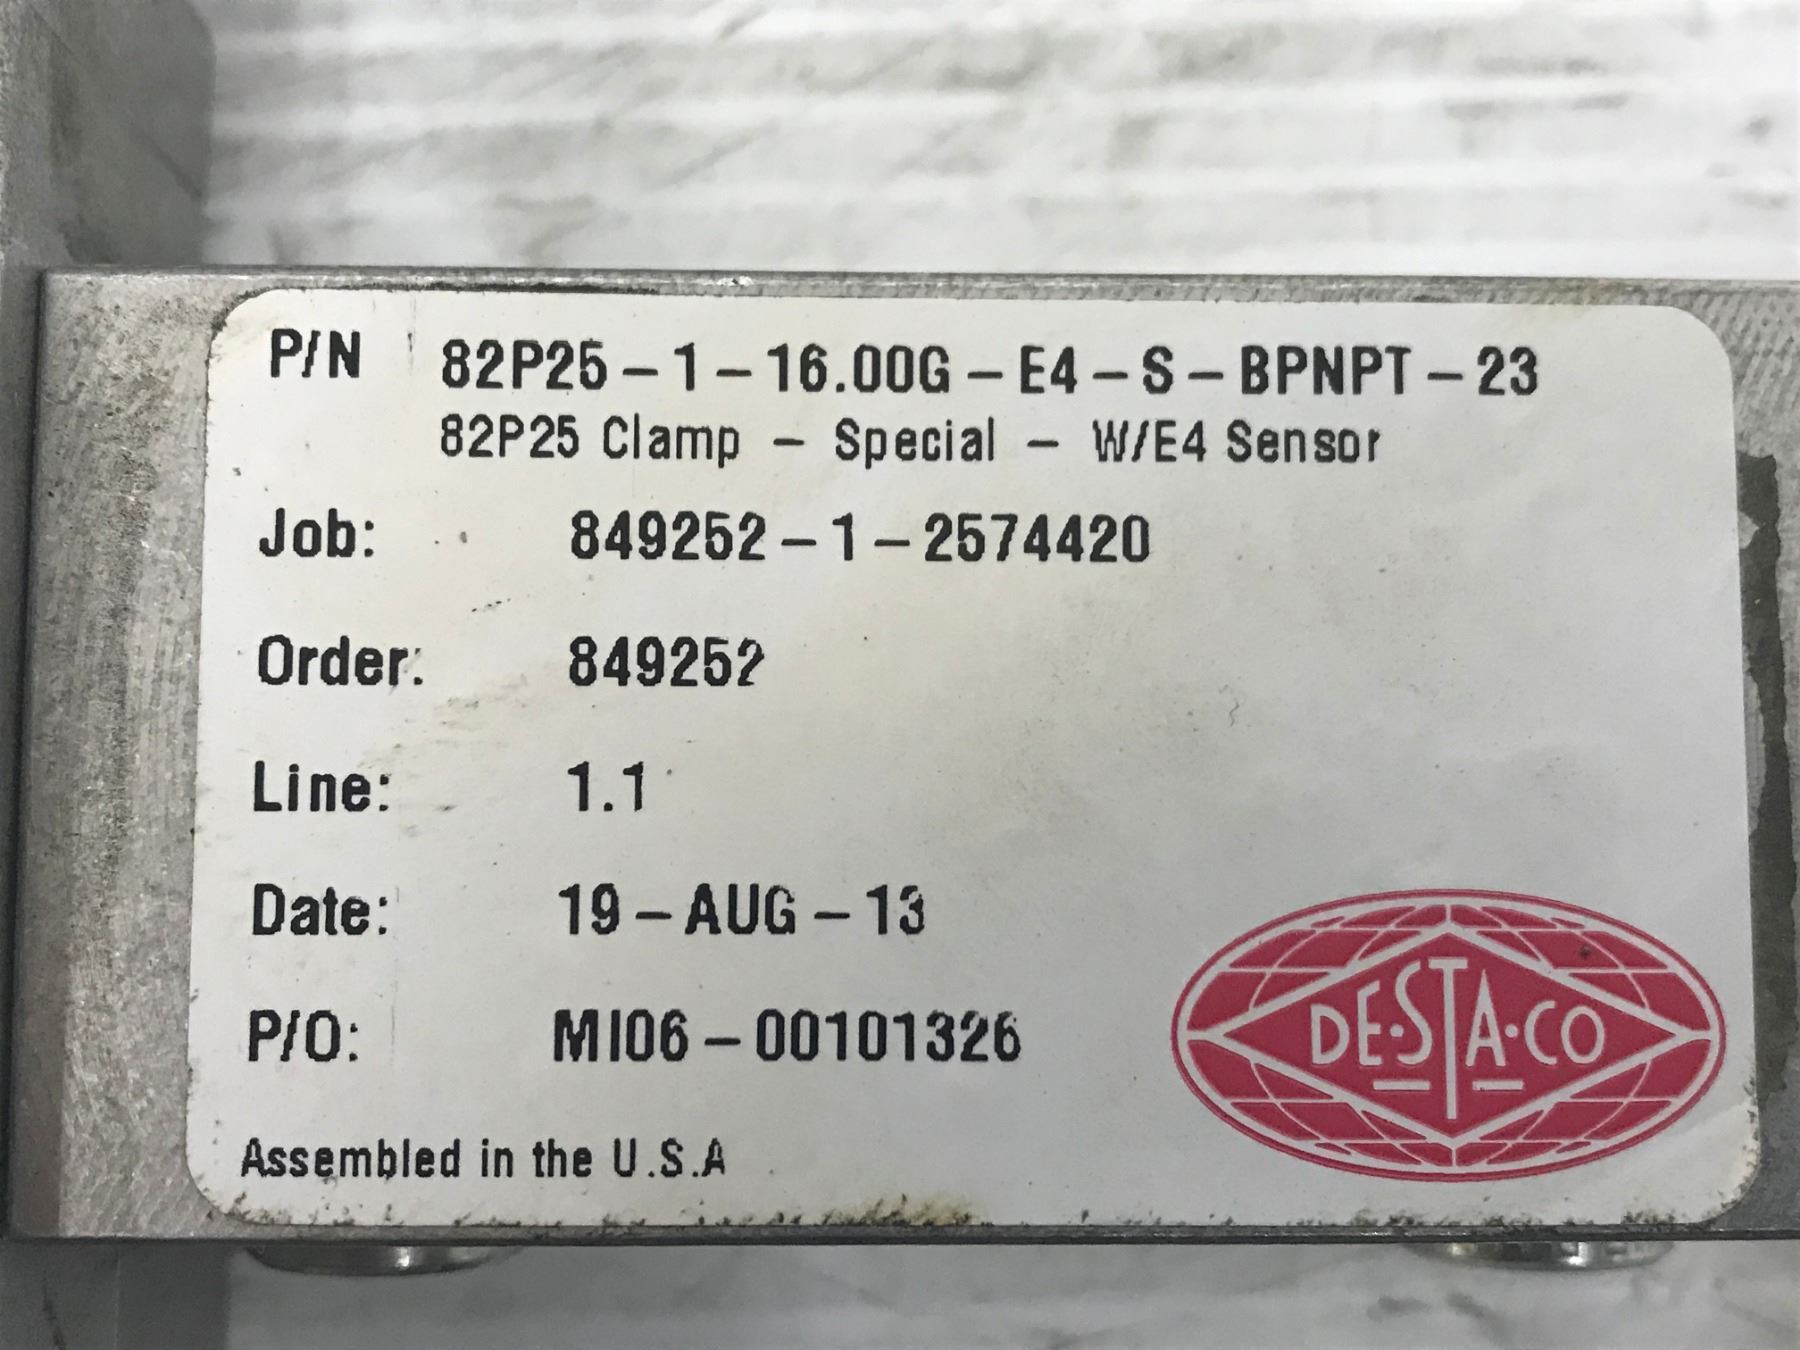 P/N 82P25-1-16.00G-E4-S-BPNPT-23
82P25 Clamp - Special - W/E4 Sensor
Job: 849252-1-2574420
Order: 849252
Line: 1.1
Date: 19-AUG-13
P/O: MI06-00101326
DE·STA·CO
Assembled in the U.S.A